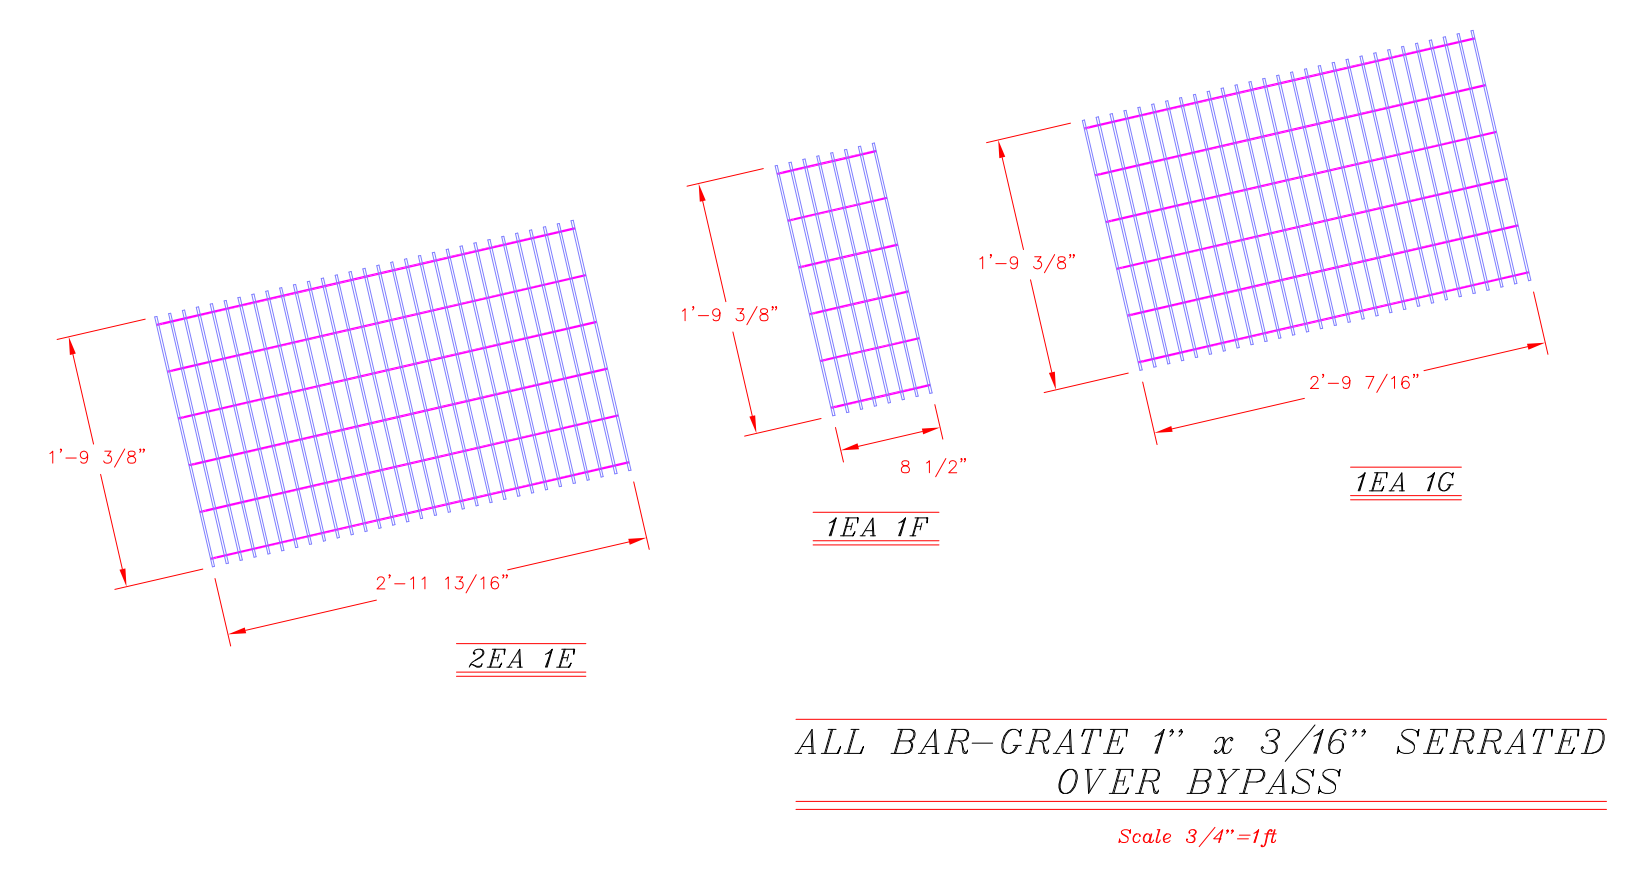 1'-9 3/8"
2'-11 13/16"
2EA 1E
1'-9 3/8"
8 1/2"
1EA 1F
1'-9 3/8"
2'-9 7/16"
1EA 1G
ALL BAR-GRATE 1" x 3/16" SERRATED
OVER BYPASS
Scale 3/4"=1ft